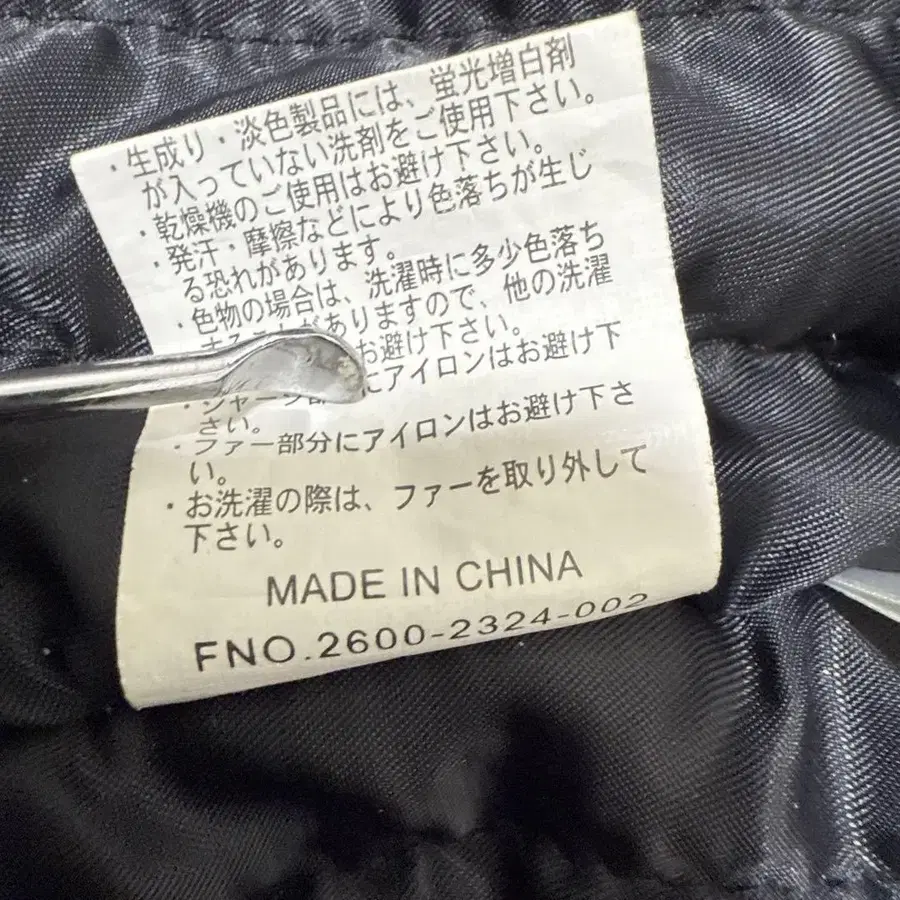 ・生成り・淡色製品には、蛍光増白剤
が入っていない洗剤をご使用下さい。
・乾燥機のご使用はお避け下さい。
・発汗・摩擦などにより色落ちが生じ
る恐れがあります。
・色物の場合は、洗濯時に多少色落ち
することがありますので、他の洗濯
お避け下さい。
にアイロンはお避け下
さい。
・ファー部分にアイロンはお避け下さ
い。
・お洗濯の際は、ファーを取り外して
下さい。
MADE IN CHINA
FNO.2600-2324-002